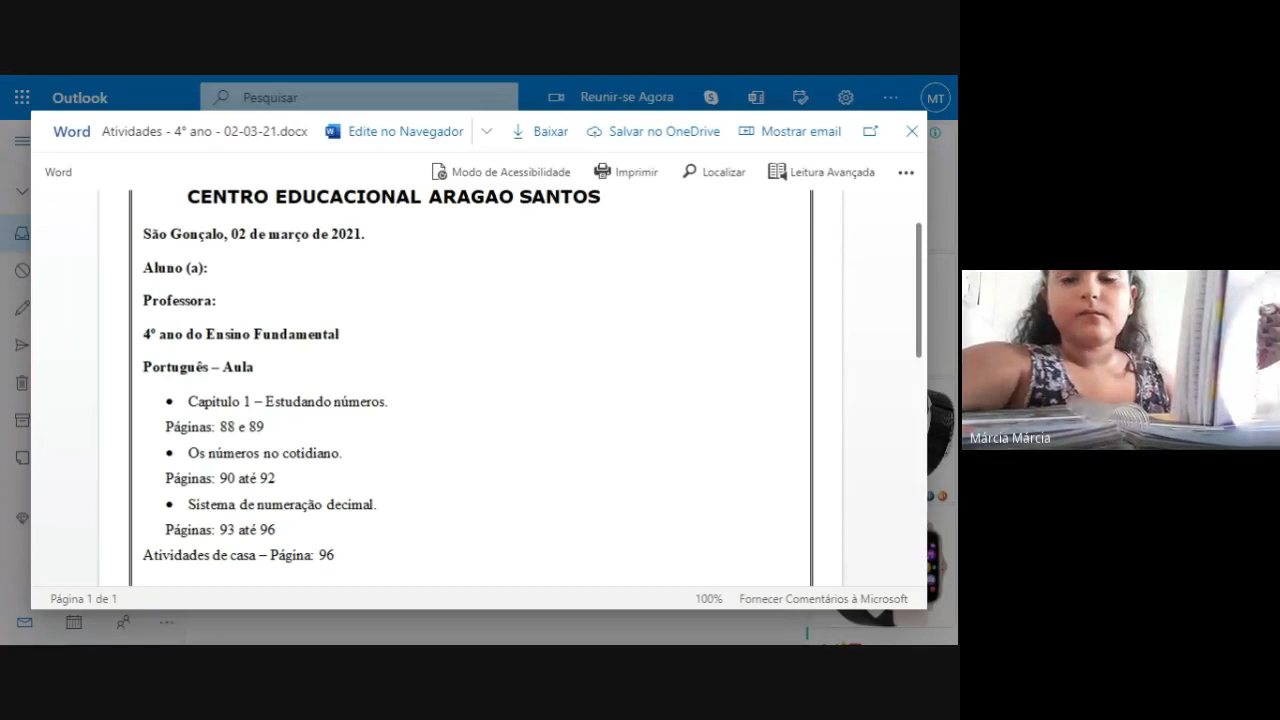 Outlook
Pesquisar
Reunir-se Agora
MT
Word
Atividades - 4° ano - 02-03-21.docx
Edite no Navegador
Baixar
Salvar no OneDrive
Mostrar email
Word
Modo de Acessibilidade
Imprimir
Localizar
Leitura Avançada
CENTRO EDUCACIONAL ARAGAO SANTOS
São Gonçalo, 02 de março de 2021.
Aluno (a):
Professora:
4º ano do Ensino Fundamental
Português – Aula
• Capitulo 1 – Estudando números.
Páginas: 88 e 89
• Os números no cotidiano.
Páginas: 90 até 92
• Sistema de numeração decimal.
Páginas: 93 até 96
Atividades de casa – Página: 96
Página 1 de 1
100%
Fornecer Comentários à Microsoft
Márcia Márcia